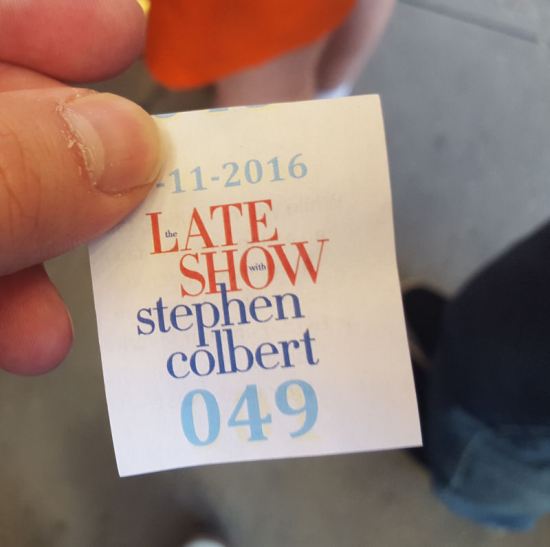 -11-2016
the LATE
SHOW with
stephen
colbert
049